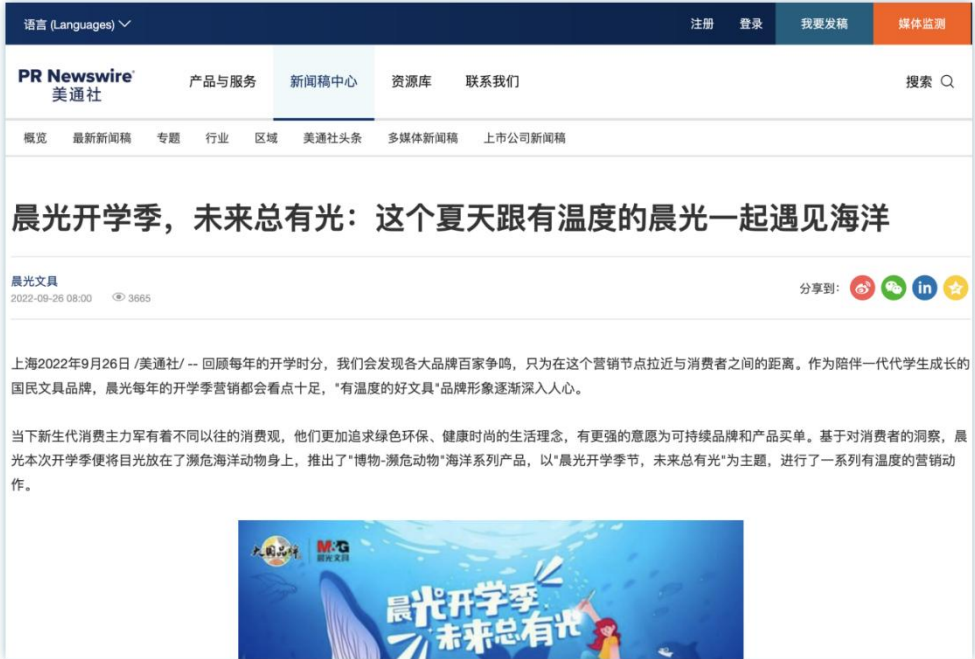 语言 (Languages)
注册
登录
我要发稿
媒体监测
PR Newswire
美通社
产品与服务
新闻稿中心
资源库
联系我们
搜索
概览
最新新闻稿
专题
行业
区域
美通社头条
多媒体新闻稿
上市公司新闻稿
晨光开学季，未来总有光：这个夏天跟有温度的晨光一起遇见海洋
晨光文具
2022-09-26 08:00
3665
分享到:
in
上海2022年9月26日 /美通社/ -- 回顾每年的开学时分，我们会发现各大品牌百家争鸣，只为在这个营销节点拉近与消费者之间的距离。作为陪伴一代代学生成长的
国民文具品牌，晨光每年的开学季营销都会看点十足，"有温度的好文具"品牌形象逐渐深入人心。
当下新生代消费主力军有着不同以往的消费观，他们更加追求绿色环保、健康时尚的生活理念，有更强的意愿为可持续品牌和产品买单。基于对消费者的洞察，晨
光本次开学季便将目光放在了濒危海洋动物身上，推出了"博物-濒危动物"海洋系列产品，以"晨光开学季节，未来总有光"为主题，进行了一系列有温度的营销动
作。
大国品牌
M&G
晨光文具
晨光开学季
未来总有光